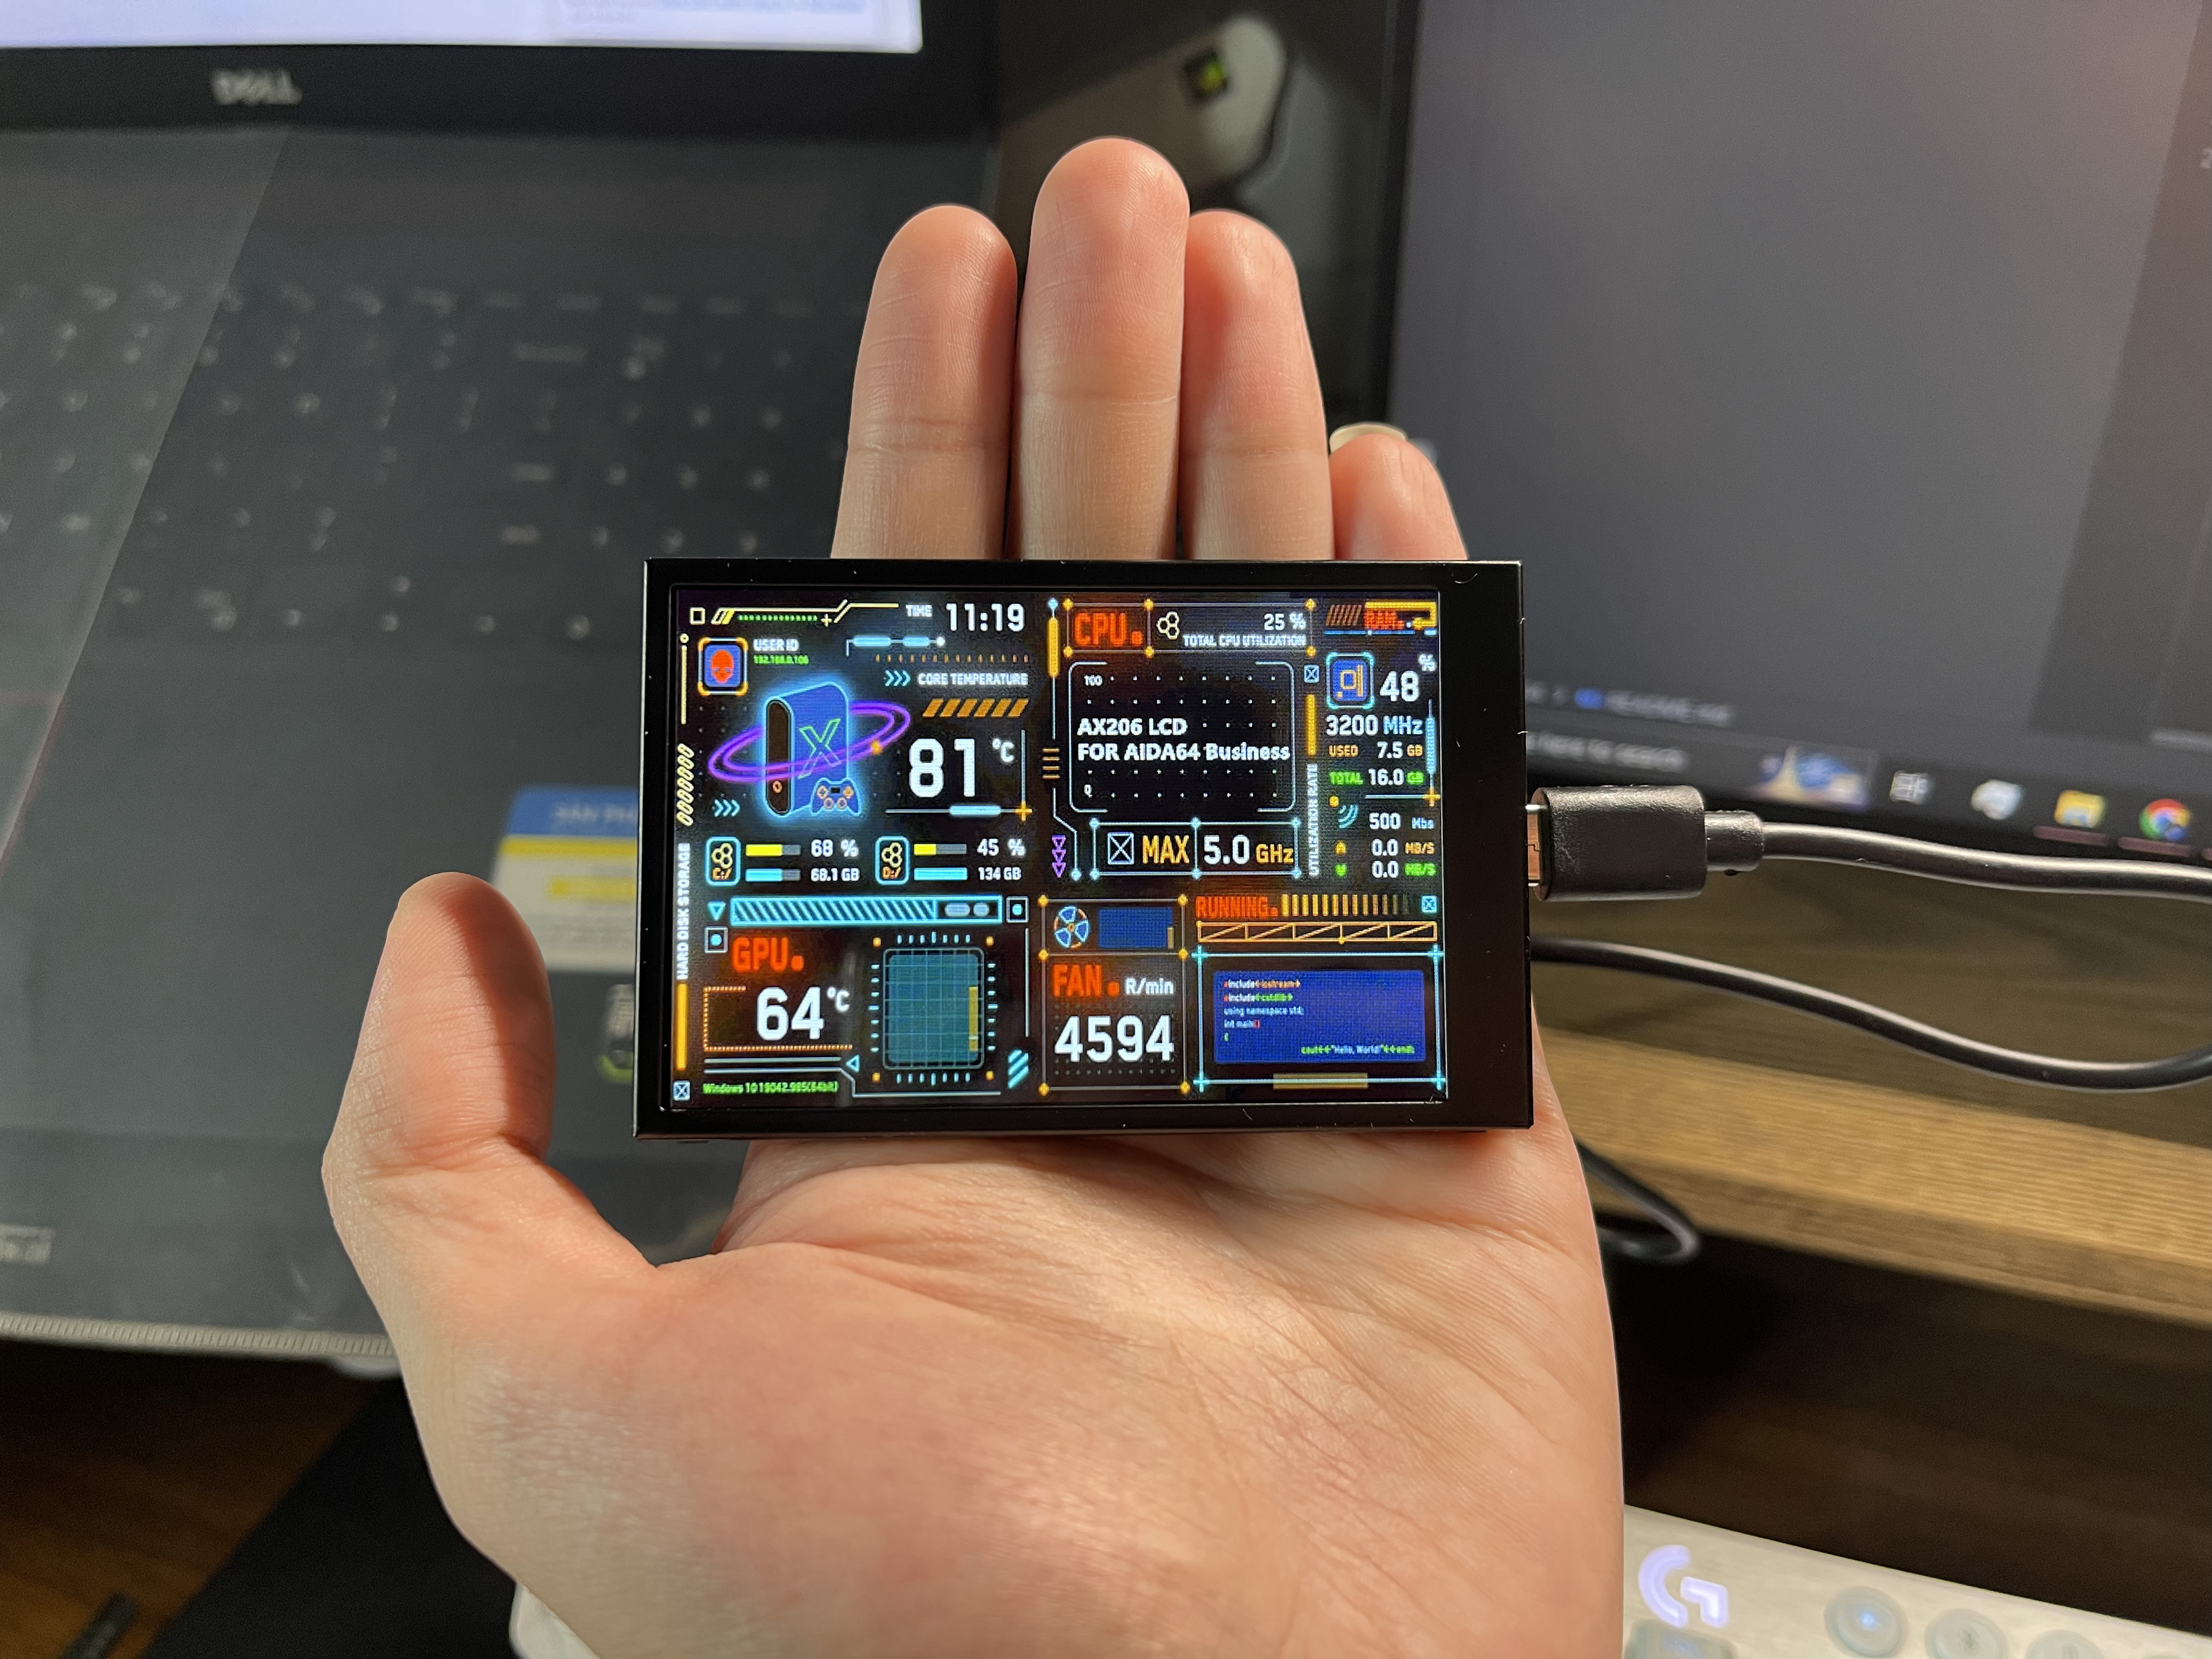 DELL
TIME 11:19
USER ID
192.168.0.106
CORE TEMPERATURE
81 °C
C:/ 68 %
68.1 GB
D:/ 45 %
134 GB
HARD DISK STORAGE
GPU
64 °C
Windows 10 19042.985(64bit)
CPU
25 %
TOTAL CPU UTILIZATION
100
AX206 LCD
FOR AIDA64 Business
0
MAX 5.0 GHz
UTILIZATION RATE
RAM
48 %
3200 MHz
USED 7.5 GB
TOTAL 16.0 GB
500 Mbs
0.0 MB/S
0.0 MB/S
FAN R/min
4594
RUNNING
#include<iostream>
#include<cstdlib>
using namespace std;
int main()
{
cout<<"Hello, World!"<<endl;
here to search
G